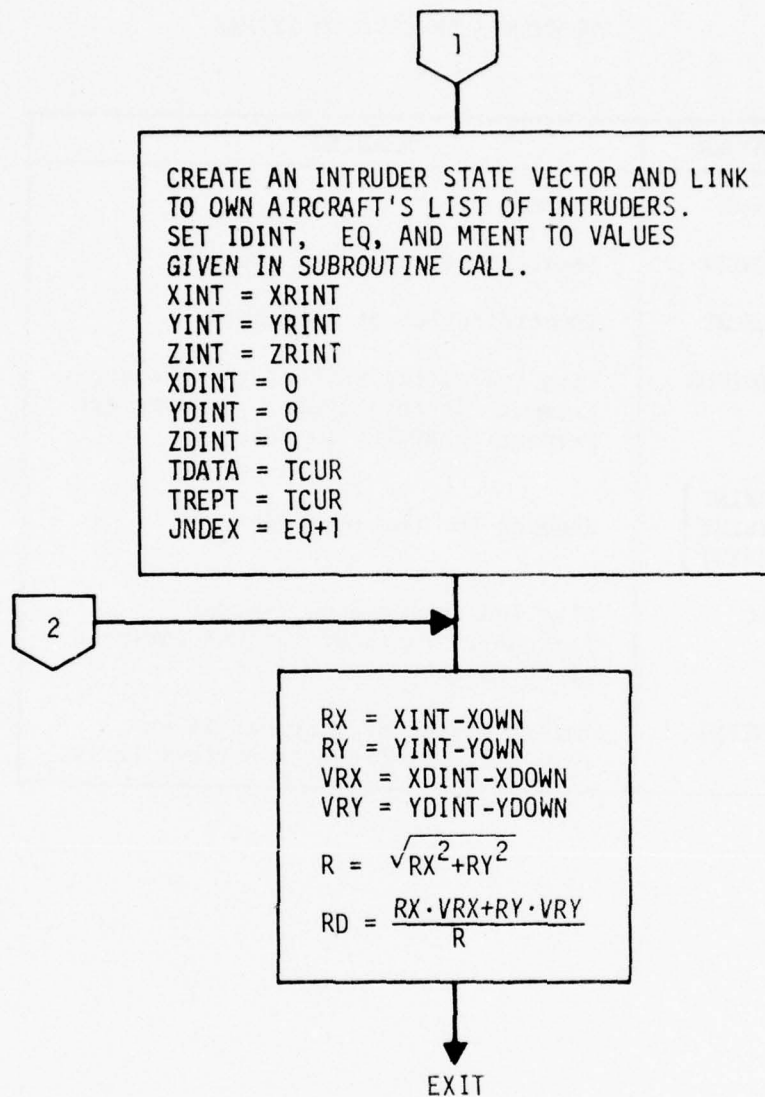 1
CREATE AN INTRUDER STATE VECTOR AND LINK
TO OWN AIRCRAFT'S LIST OF INTRUDERS.
SET IDINT, EQ, AND MTENT TO VALUES
GIVEN IN SUBROUTINE CALL.
XINT = XRINT
YINT = YRINT
ZINT = ZRINT
XDINT = 0
YDINT = 0
ZDINT = 0
TDATA = TCUR
TREPT = TCUR
JNDEX = EQ+1
2
RX = XINT-XOWN
RY = YINT-YOWN
VRX = XDINT-XDOWN
VRY = YDINT-YDOWN
R = √RX²+RY²
RD = RX·VRX+RY·VRY
R
EXIT